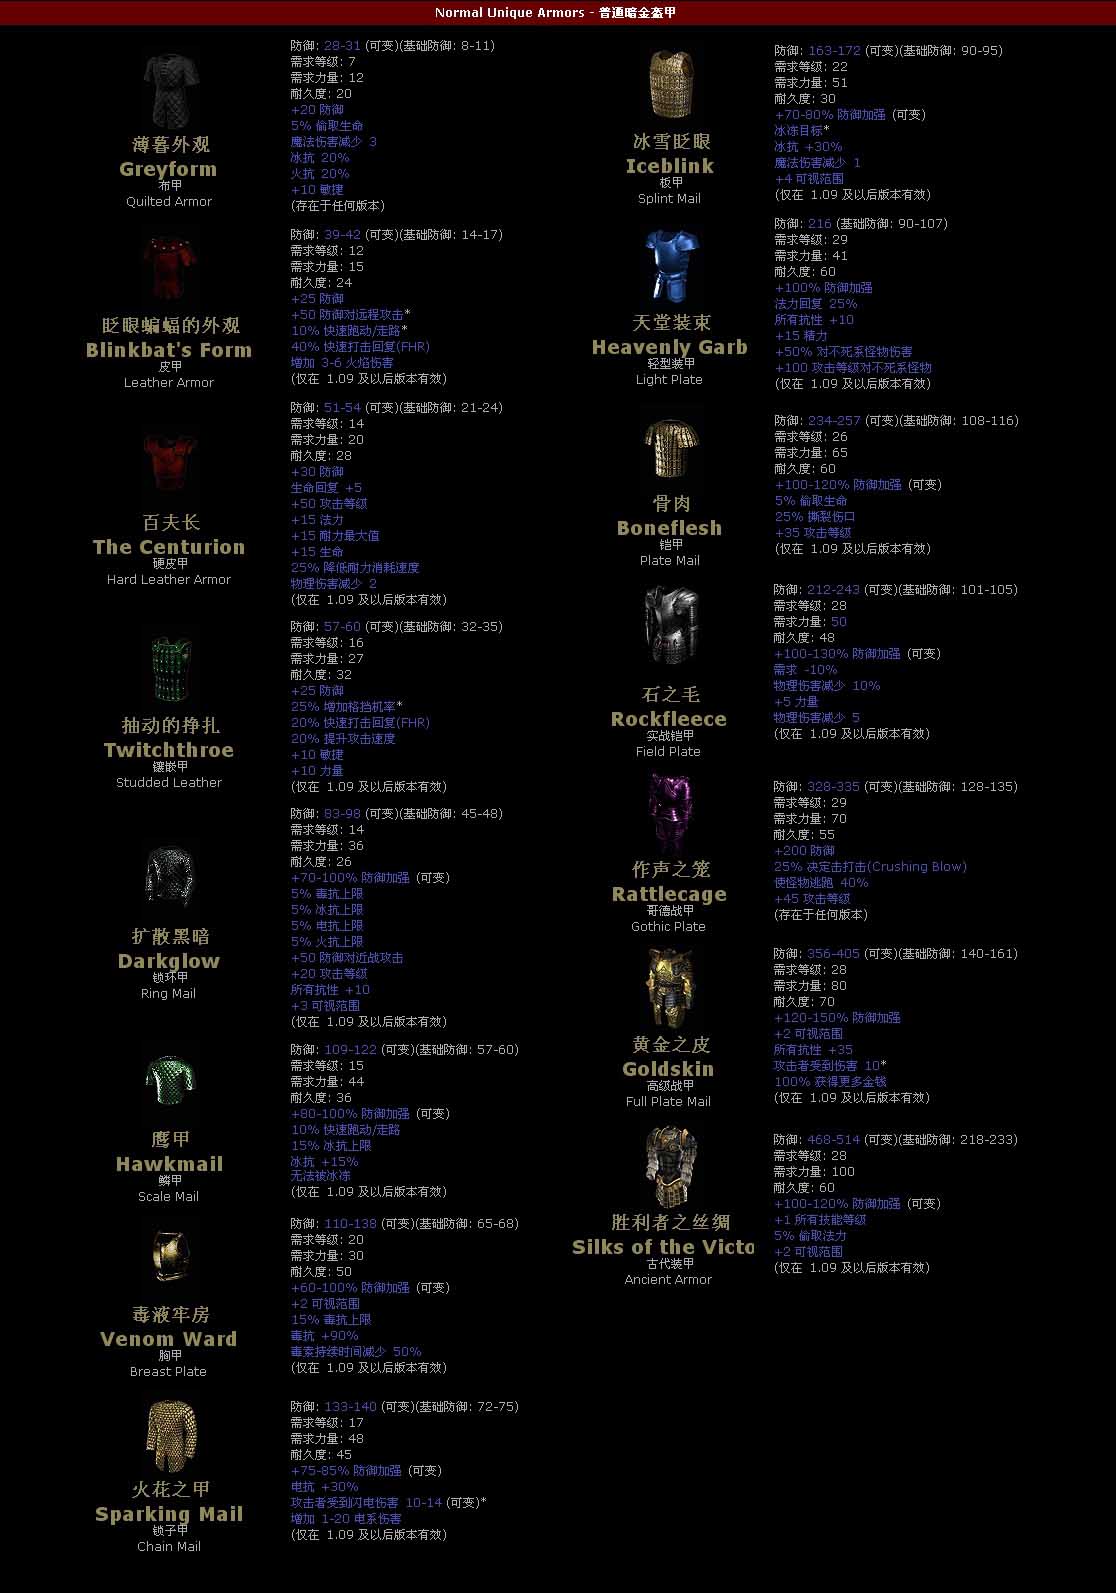 Normal Unique Armors - 普通暗金盔甲
薄暮外观
Greyform
布甲
Quilted Armor
防御: 28-31 (可变)(基础防御: 8-11)
需求等级: 7
需求力量: 12
耐久度: 20
+20 防御
5% 偷取生命
魔法伤害减少 3
冰抗 20%
火抗 20%
+10 敏捷
(存在于任何版本)
眨眼蝙蝠的外观
Blinkbat's Form
皮甲
Leather Armor
防御: 39-42 (可变)(基础防御: 14-17)
需求等级: 12
需求力量: 15
耐久度: 24
+25 防御
+50 防御对远程攻击*
10% 快速跑动/走路*
40% 快速打击回复(FHR)
增加 3-6 火焰伤害
(仅在 1.09 及以后版本有效)
百夫长
The Centurion
硬皮甲
Hard Leather Armor
防御: 51-54 (可变)(基础防御: 21-24)
需求等级: 14
需求力量: 20
耐久度: 28
+30 防御
生命回复 +5
+50 攻击等级
+15 法力
+15 耐力最大值
+15 生命
25% 降低耐力消耗速度
物理伤害减少 2
(仅在 1.09 及以后版本有效)
抽动的挣扎
Twitchthroe
镶嵌甲
Studded Leather
防御: 57-60 (可变)(基础防御: 32-35)
需求等级: 16
需求力量: 27
耐久度: 32
+25 防御
25% 增加格挡机率*
20% 快速打击回复(FHR)
20% 提升攻击速度
+10 敏捷
+10 力量
(仅在 1.09 及以后版本有效)
扩散黑暗
Darkglow
锁环甲
Ring Mail
防御: 83-98 (可变)(基础防御: 45-48)
需求等级: 14
需求力量: 36
耐久度: 26
+70-100% 防御加强 (可变)
5% 毒抗上限
5% 冰抗上限
5% 电抗上限
5% 火抗上限
+50 防御对近战攻击
+20 攻击等级
所有抗性 +10
+3 可视范围
(仅在 1.09 及以后版本有效)
鹰甲
Hawkmail
鳞甲
Scale Mail
防御: 109-122 (可变)(基础防御: 57-60)
需求等级: 15
需求力量: 44
耐久度: 36
+80-100% 防御加强 (可变)
10% 快速跑动/走路
15% 冰抗上限
冰抗 +15%
无法被冰冻
(仅在 1.09 及以后版本有效)
毒液牢房
Venom Ward
胸甲
Breast Plate
防御: 110-138 (可变)(基础防御: 65-68)
需求等级: 20
需求力量: 30
耐久度: 50
+60-100% 防御加强 (可变)
+2 可视范围
15% 毒抗上限
毒抗 +90%
毒素持续时间减少 50%
(仅在 1.09 及以后版本有效)
火花之甲
Sparking Mail
锁子甲
Chain Mail
防御: 133-140 (可变)(基础防御: 72-75)
需求等级: 17
需求力量: 48
耐久度: 45
+75-85% 防御加强 (可变)
电抗 +30%
攻击者受到闪电伤害 10-14 (可变)*
增加 1-20 电系伤害
(仅在 1.09 及以后版本有效)
冰雪眨眼
Iceblink
板甲
Splint Mail
防御: 163-172 (可变)(基础防御: 90-95)
需求等级: 22
需求力量: 51
耐久度: 30
+70-80% 防御加强 (可变)
冰冻目标*
冰抗 +30%
魔法伤害减少 1
+4 可视范围
(仅在 1.09 及以后版本有效)
天堂装束
Heavenly Garb
轻型装甲
Light Plate
防御: 216 (基础防御: 90-107)
需求等级: 29
需求力量: 41
耐久度: 60
+100% 防御加强
法力回复 25%
所有抗性 +10
+15 精力
+50% 对不死系怪物伤害
+100 攻击等级对不死系怪物
(仅在 1.09 及以后版本有效)
骨肉
Boneflesh
铠甲
Plate Mail
防御: 234-257 (可变)(基础防御: 108-116)
需求等级: 26
需求力量: 65
耐久度: 60
+100-120% 防御加强 (可变)
5% 偷取生命
25% 撕裂伤口
+35 攻击等级
(仅在 1.09 及以后版本有效)
石之毛
Rockfleece
实战铠甲
Field Plate
防御: 212-243 (可变)(基础防御: 101-105)
需求等级: 28
需求力量: 50
耐久度: 48
+100-130% 防御加强 (可变)
需求 -10%
物理伤害减少 10%
+5 力量
物理伤害减少 5
(仅在 1.09 及以后版本有效)
作声之笼
Rattlecage
哥德战甲
Gothic Plate
防御: 328-335 (可变)(基础防御: 128-135)
需求等级: 29
需求力量: 70
耐久度: 55
+200 防御
25% 决定击打击(Crushing Blow)
使怪物逃跑 40%
+45 攻击等级
(存在于任何版本)
黄金之皮
Goldskin
高级战甲
Full Plate Mail
防御: 356-405 (可变)(基础防御: 140-161)
需求等级: 28
需求力量: 80
耐久度: 70
+120-150% 防御加强
+2 可视范围
所有抗性 +35
攻击者受到伤害 10*
100% 获得更多金钱
(仅在 1.09 及以后版本有效)
胜利者之丝绸
Silks of the Victo
古代装甲
Ancient Armor
防御: 468-514 (可变)(基础防御: 218-233)
需求等级: 28
需求力量: 100
耐久度: 60
+100-120% 防御加强 (可变)
+1 所有技能等级
5% 偷取法力
+2 可视范围
(仅在 1.09 及以后版本有效)